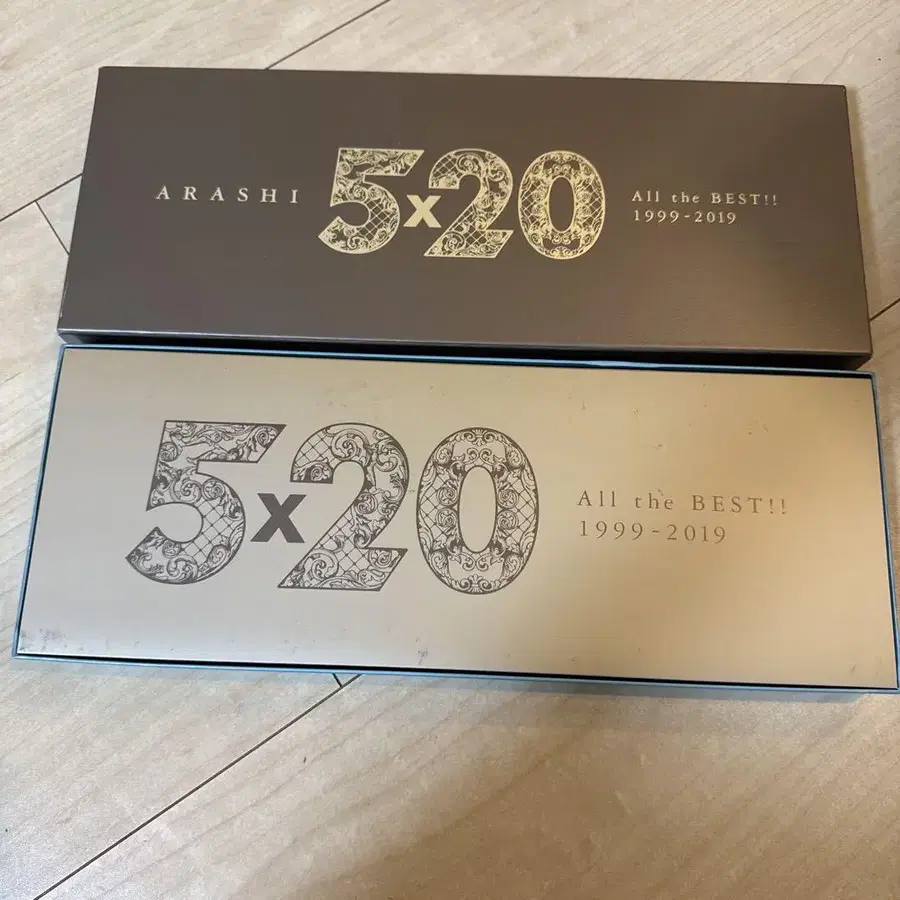 ARASHI
5x20
All the BEST!!
1999-2019
5x20
All the BEST!!
1999-2019